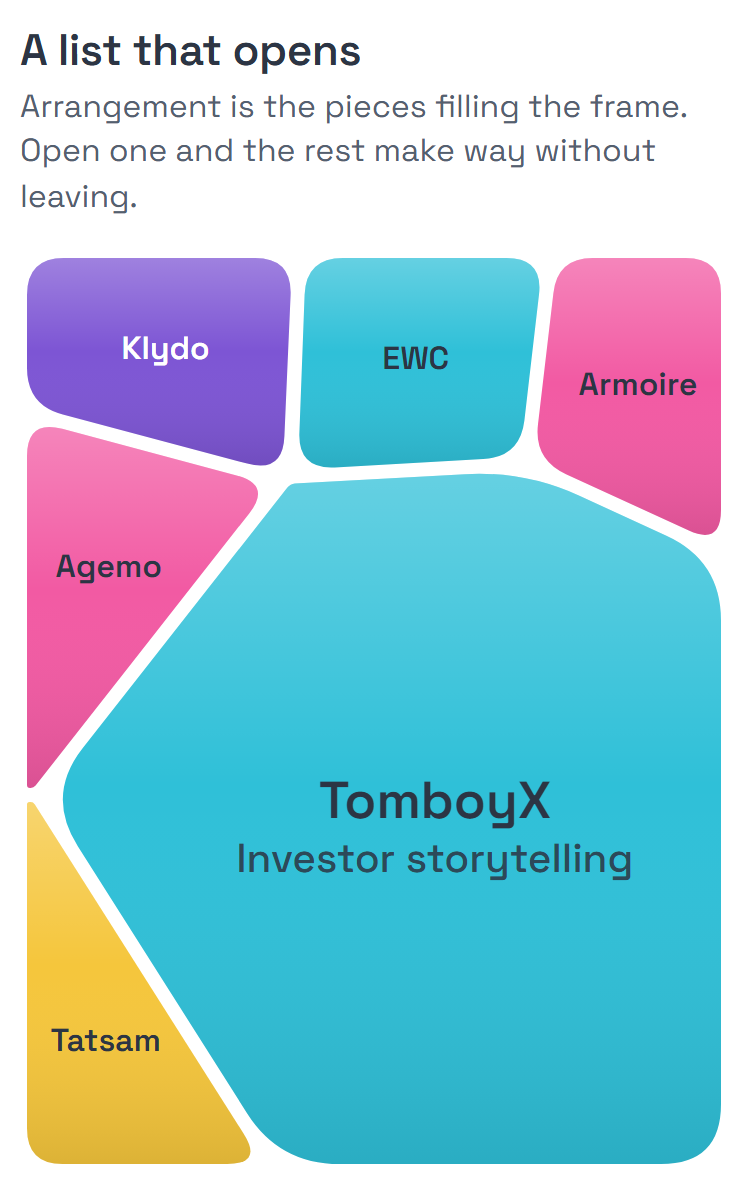 A list that opens
Arrangement is the pieces filling the frame.
Open one and the rest make way without
leaving.
Klydo
EWC
Armoire
Agemo
TomboyX
Investor storytelling
Tatsam